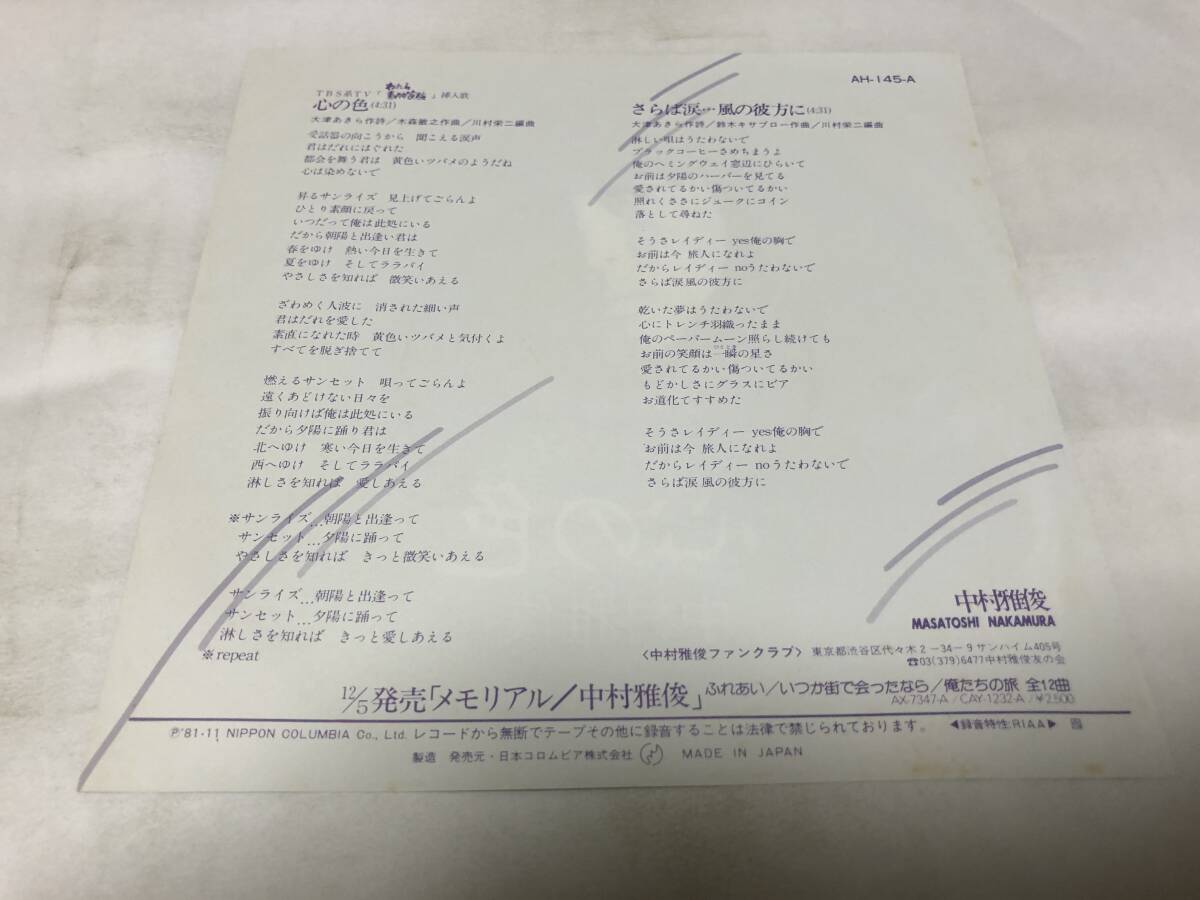 AH-145-A
TBS系TV「 」挿入歌
心の色(4:31)
大津あきら作詩/木森敏之作曲/川村栄二編曲
受話器の向こうから 聞こえる涙声
君はだれにはぐれた
都会を舞う君は 黄色いツバメのようだね
心は染めないで
昇るサンライズ 見上げてごらんよ
ひとり素顔に戻って
いつだって俺は此処にいる
だから朝陽と出逢い君は
春をゆけ 熱い今日を生きて
夏をゆけ そしてララバイ
やさしさを知れば 微笑いあえる
ざわめく人波に 消された細い声
君はだれを愛した
素直になれた時 黄色いツバメと気付くよ
すべてを脱ぎ捨てて
燃えるサンセット 唄ってごらんよ
遠くあどけない日々を
振り向けば俺は此処にいる
だから夕陽に踊り君は
北へゆけ 寒い今日を生きて
西へゆけ そしてララバイ
淋しさを知れば 愛しあえる
※サンライズ…朝陽と出逢って
サンセット…夕陽に踊って
やさしさを知れば きっと微笑いあえる
サンライズ…朝陽と出逢って
サンセット…夕陽に踊って
淋しさを知れば きっと愛しあえる
※repeat
さらば涙…風の彼方に(4:31)
大津あきら作詩/鈴木キサブロー作曲/川村栄二編曲
淋しい唄はうたわないで
ブラックコーヒーさめちまうよ
俺のヘミングウェイ窓辺にひらいて
お前は夕陽のハーバーを見てる
愛されてるかい傷ついてるかい
照れくささにジュークにコイン
落として尋ねた
そうさレイディー yes俺の胸で
お前は今 旅人になれよ
だからレイディー noうたわないで
さらば涙風の彼方に
乾いた夢はうたわないで
心にトレンチ羽織ったまま
俺のペーパームーン照らし続けても
お前の笑顔は一瞬の星さ
愛されてるかい傷ついてるかい
もどかしさにグラスにビア
お道化てすすめた
そうさレイディー yes俺の胸で
お前は今 旅人になれよ
だからレイディー noうたわないで
さらば涙 風の彼方に
中村雅俊
MASATOSHI NAKAMURA
〈中村雅俊ファンクラブ〉 東京都渋谷区代々木2-34-9サンハイム405号
☎03(379)6477中村雅俊友の会
12/5発売「メモリアル/中村雅俊」ふれあい/いつか街で会ったなら/俺たちの旅 全12曲
AX-7347-A/CAY-1232-A/¥2,500
Ⓟ'81-11 NIPPON COLUMBIA Co., Ltd. レコードから無断でテープその他に録音することは法律で禁じられております。 ◀録音特性:RIAA▶
製造 発売元・日本コロムビア株式会社 MADE IN JAPAN